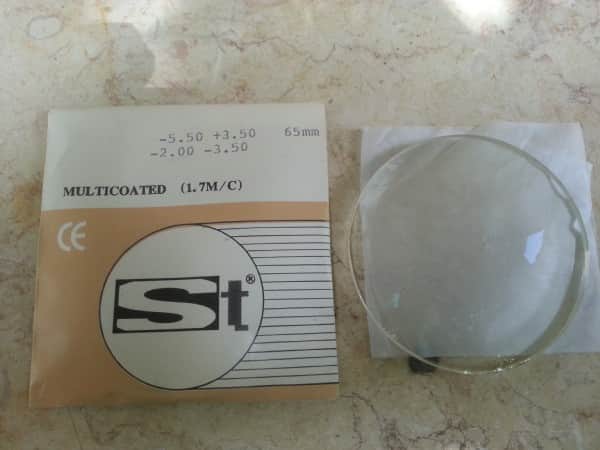 -5.50 +3.50 65mm
-2.00 -3.50
MULTICOATED (1.7M/C)
CE
St®